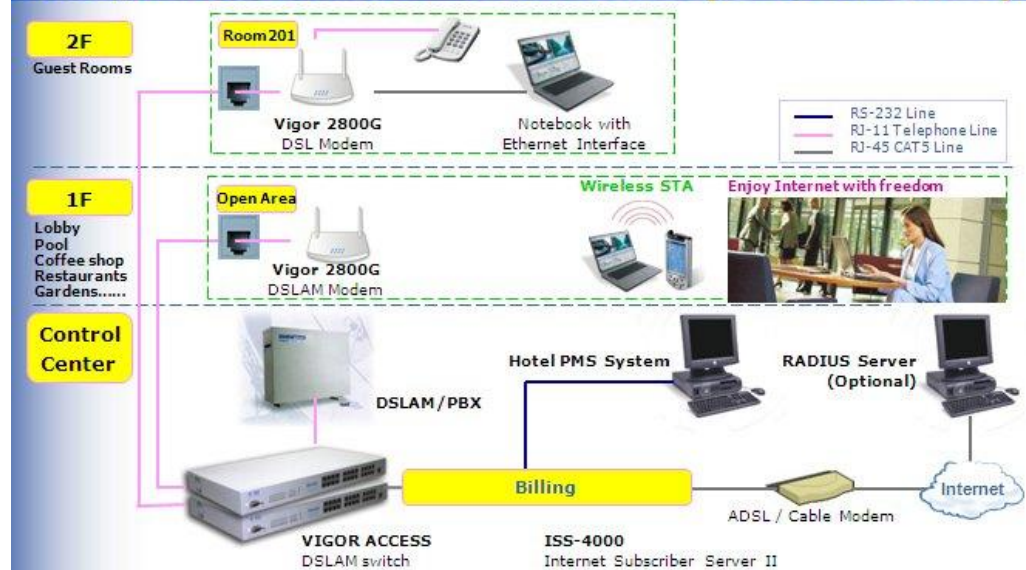 2F
Guest Rooms
Room201
Vigor 2800G
DSL Modem
Notebook with
Ethernet Interface
RS-232 Line
RJ-11 Telephone Line
RJ-45 CAT5 Line
1F
Lobby
Pool
Coffee shop
Restaurants
Gardens......
Open Area
Vigor 2800G
DSLAM Modem
Wireless STA
Enjoy Internet with freedom
Control
Center
DSLAM/PBX
Hotel PMS System
RADIUS Server
(Optional)
Billing
Internet
ADSL / Cable Modem
VIGOR ACCESS
DSLAM switch
ISS-4000
Internet Subscriber Server II